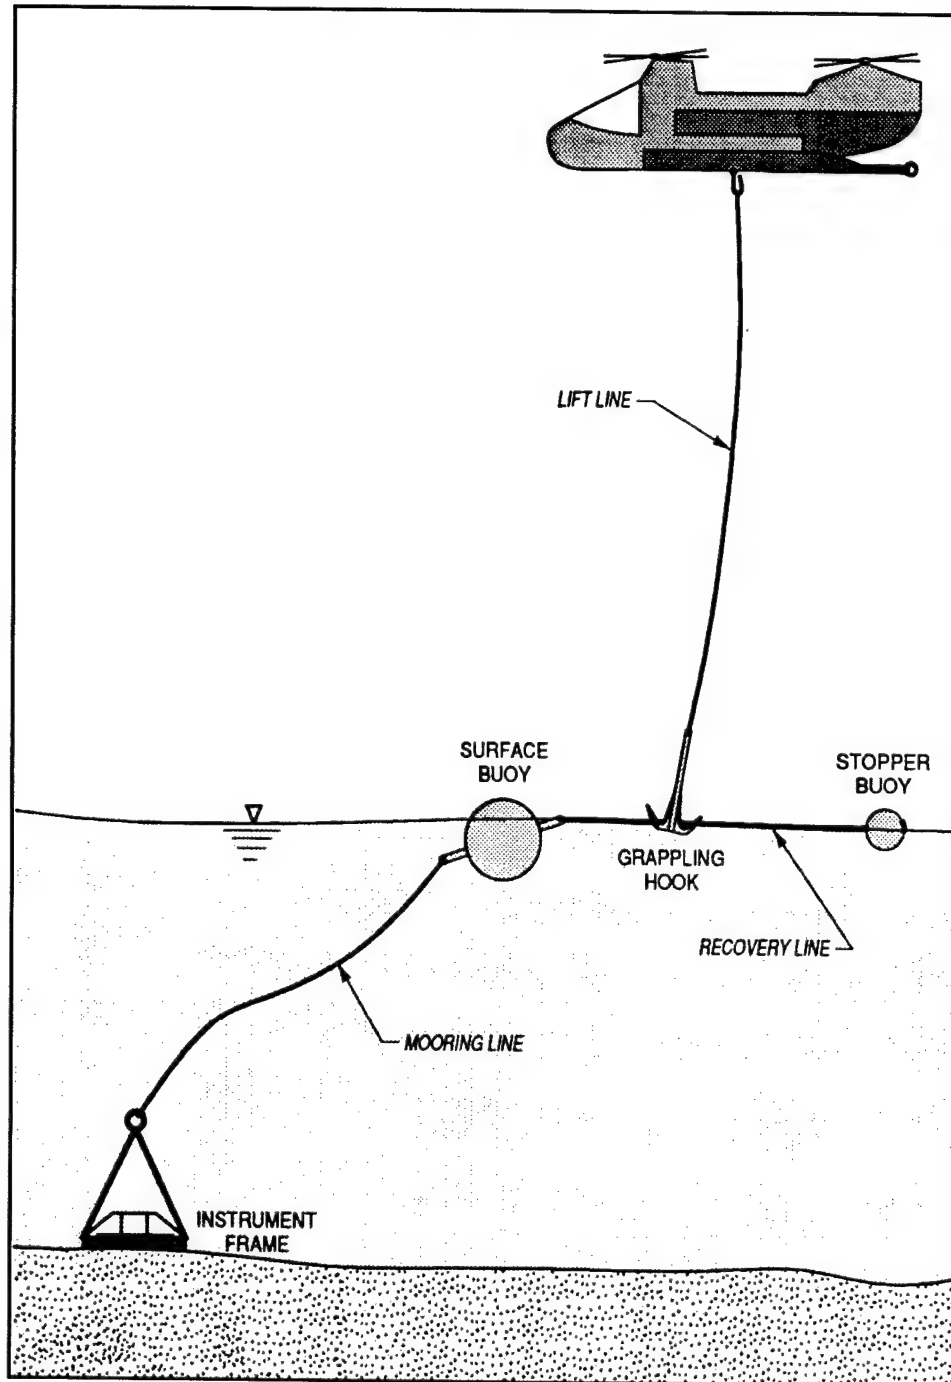 LIFT LINE
SURFACE
BUOY
STOPPER
BUOY
GRAPPLING
HOOK
RECOVERY LINE
MOORING LINE
INSTRUMENT
FRAME